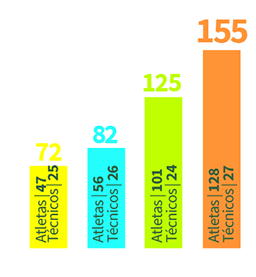 72
Atletas | 47
Técnicos | 25
82
Atletas | 56
Técnicos | 26
125
Atletas | 101
Técnicos | 24
155
Atletas | 128
Técnicos | 27